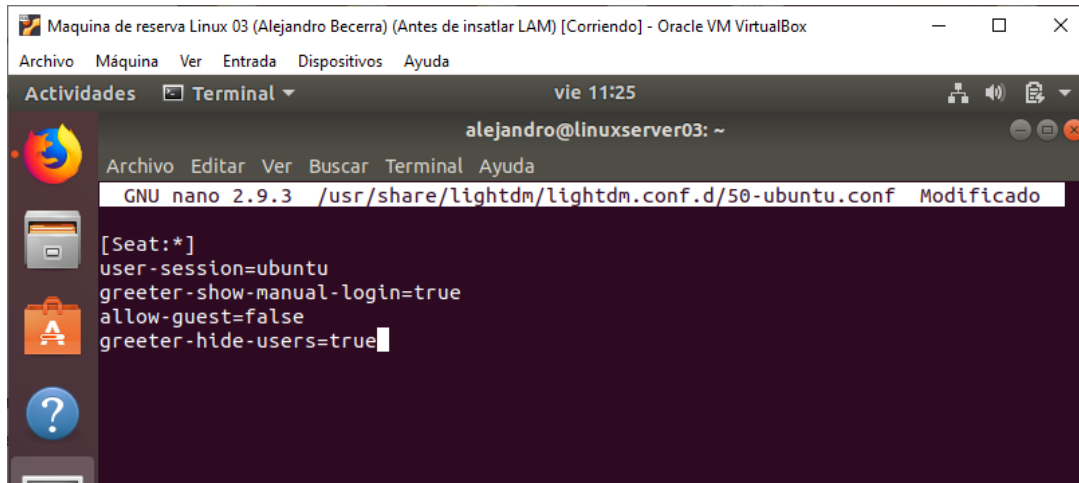 Maquina de reserva Linux 03 (Alejandro Becerra) (Antes de insatlar LAM) [Corriendo] - Oracle VM VirtualBox
Archivo Máquina Ver Entrada Dispositivos Ayuda
Actividades Terminal vie 11:25
alejandro@linuxserver03: ~
Archivo Editar Ver Buscar Terminal Ayuda
GNU nano 2.9.3 /usr/share/lightdm/lightdm.conf.d/50-ubuntu.conf Modificado
[Seat:*]
user-session=ubuntu
greeter-show-manual-login=true
allow-guest=false
greeter-hide-users=true